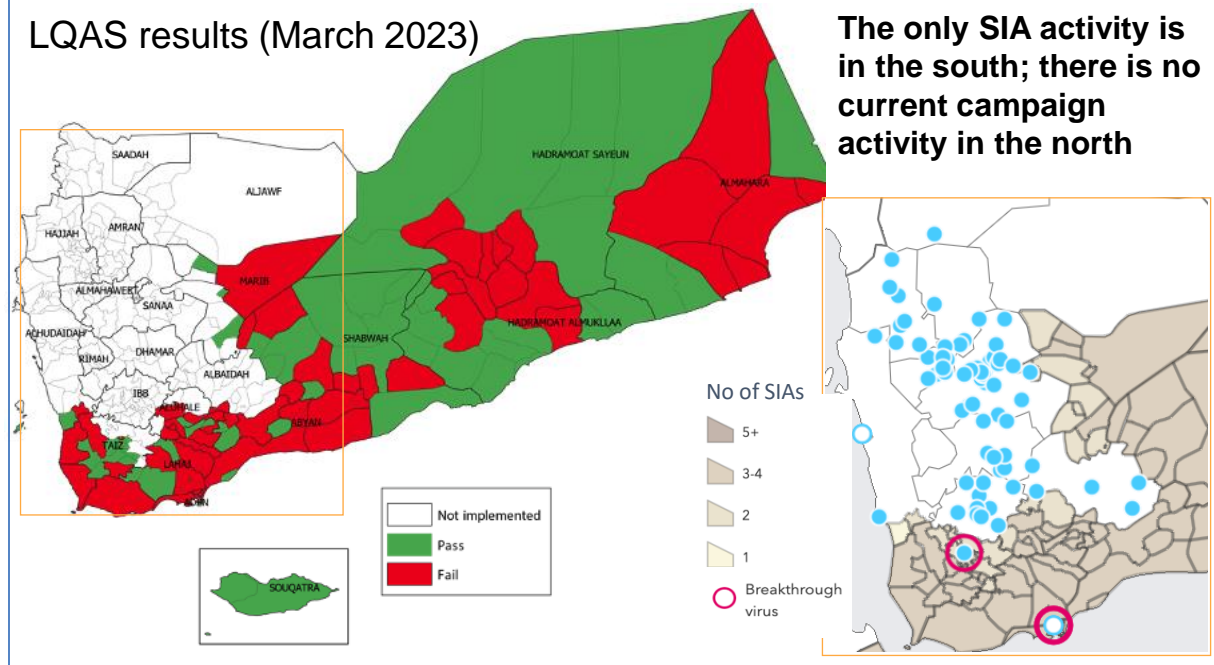 LQAS results (March 2023)
The only SIA activity is
in the south; there is no
current campaign
activity in the north
SAADAH
HADRAMOAT SAYEUN
ALJAWF
ALMAHARA
HAJJAH
AMRAN
MARIB
ALMAHAWEET
SANAA
HADRAMOAT ALMUKLLAA
ALHUDAIDAH
SHABWAH
RIMAH
DHAMAR
ALBAIDAH
IBB
ALDHALE
ABYAN
TAIZ
LAHAJ
ADEN
Not implemented
Pass
Fail
SOUQATRA
No of SIAs
5+
3-4
2
1
Breakthrough
virus